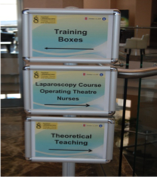 Training
Boxes
Laparoscopy Course
Operating Theatre
Nurses
Theoretical
Teaching